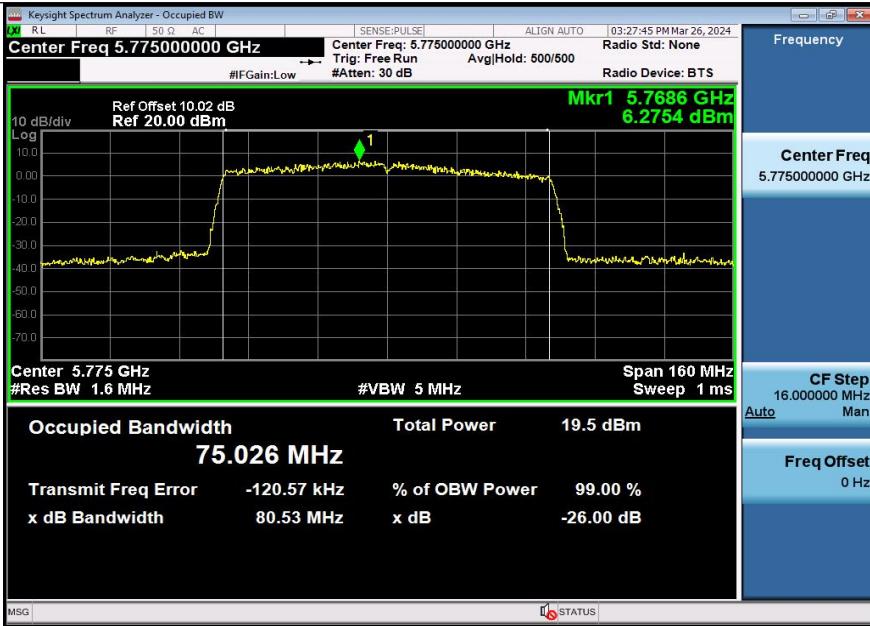 Keysight Spectrum Analyzer - Occupied BW
LXI RL RF 50 Ω AC SENSE:PULSE ALIGN AUTO 03:27:45 PM Mar 26, 2024
Center Freq 5.775000000 GHz
Center Freq: 5.775000000 GHz Radio Std: None
Trig: Free Run Avg|Hold: 500/500
#IFGain:Low #Atten: 30 dB Radio Device: BTS
Frequency
Ref Offset 10.02 dB Mkr1 5.7686 GHz
10 dB/div Ref 20.00 dBm 6.2754 dBm
Log
1
10.0
0.00
-10.0
-20.0
-30.0
-40.0
-50.0
-60.0
-70.0
Center 5.775 GHz Span 160 MHz
#Res BW 1.6 MHz #VBW 5 MHz Sweep 1 ms
Center Freq
5.775000000 GHz
CF Step
16.000000 MHz
Auto Man
Freq Offset
0 Hz
Occupied Bandwidth Total Power 19.5 dBm
75.026 MHz
Transmit Freq Error -120.57 kHz % of OBW Power 99.00 %
x dB Bandwidth 80.53 MHz x dB -26.00 dB
MSG STATUS